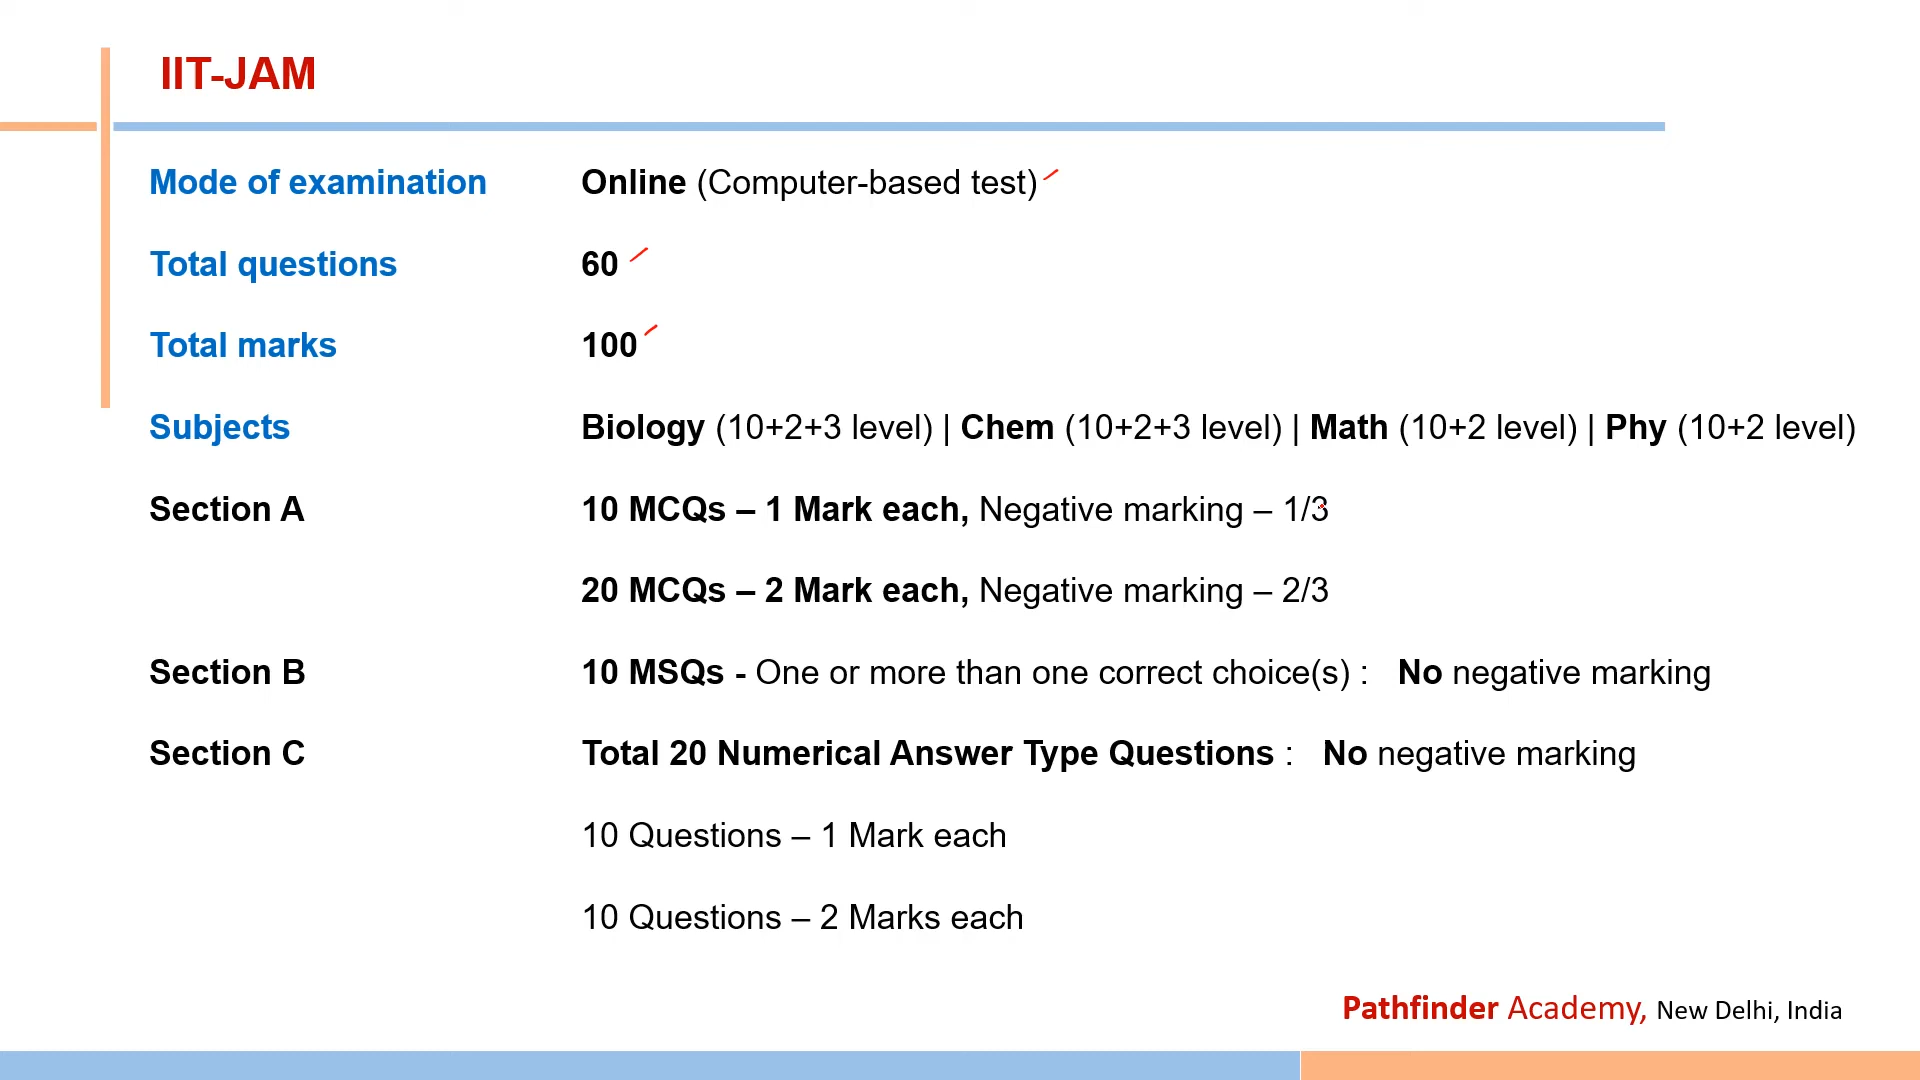 IIT-JAM
Mode of examination Online (Computer-based test)
Total questions 60
Total marks 100
Subjects Biology (10+2+3 level) | Chem (10+2+3 level) | Math (10+2 level) | Phy (10+2 level)
Section A 10 MCQs – 1 Mark each, Negative marking – 1/3
20 MCQs – 2 Mark each, Negative marking – 2/3
Section B 10 MSQs - One or more than one correct choice(s) : No negative marking
Section C Total 20 Numerical Answer Type Questions : No negative marking
10 Questions – 1 Mark each
10 Questions – 2 Marks each
Pathfinder Academy, New Delhi, India